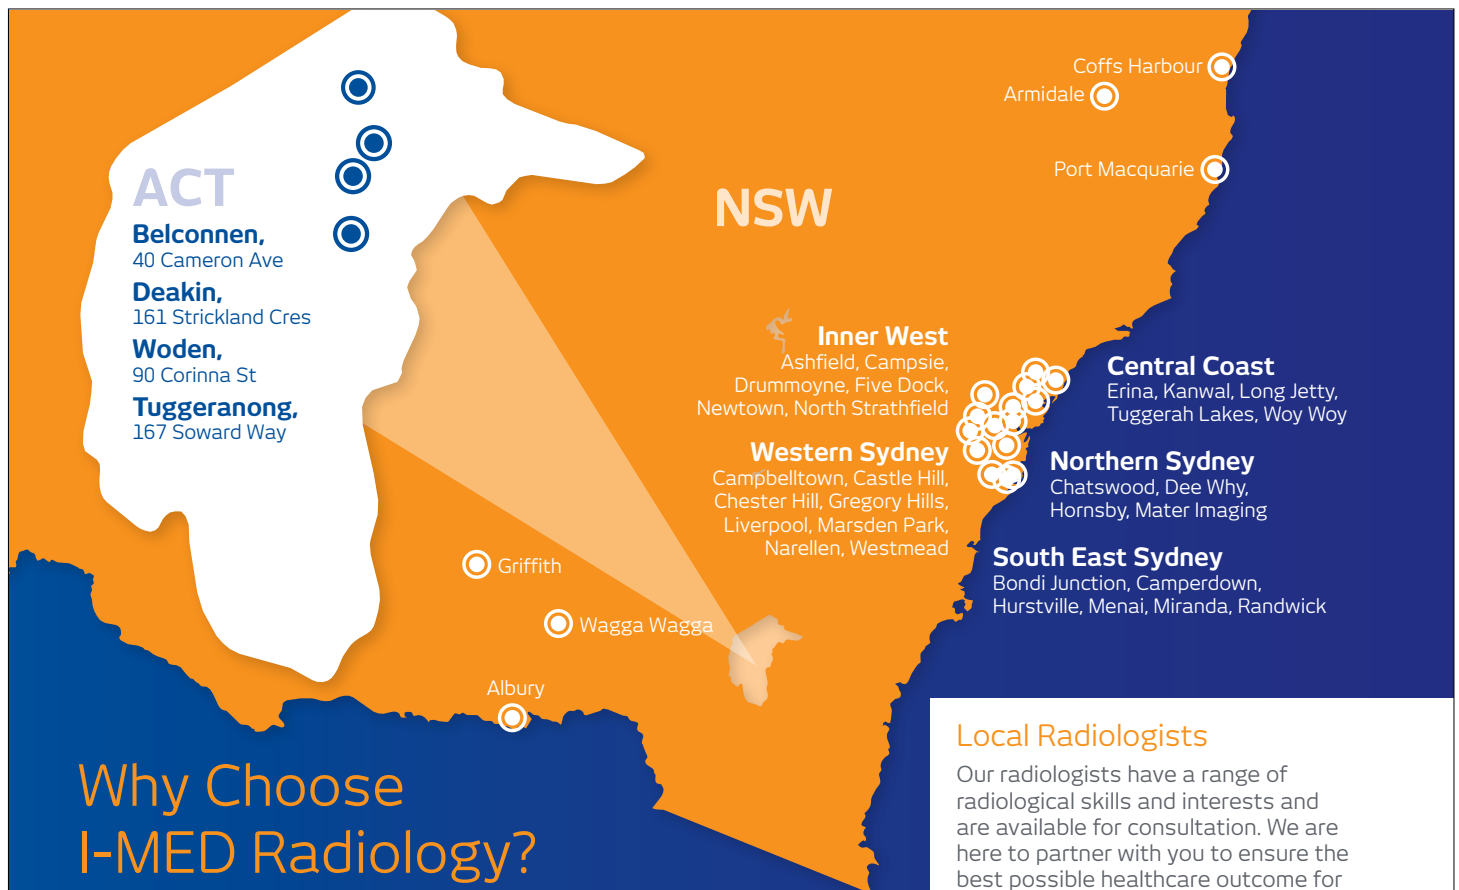 ACT
Belconnen,
40 Cameron Ave
Deakin,
161 Strickland Cres
Woden,
90 Corinna St
Tuggeranong,
167 Soward Way
NSW
Coffs Harbour
Armidale
Port Macquarie
Inner West
Ashfield, Campsie,
Drummoyne, Five Dock,
Newtown, North Strathfield
Western Sydney
Campbelltown, Castle Hill,
Chester Hill, Gregory Hills,
Liverpool, Marsden Park,
Narellen, Westmead
Central Coast
Erina, Kanwal, Long Jetty,
Tuggerah Lakes, Woy Woy
Northern Sydney
Chatswood, Dee Why,
Hornsby, Mater Imaging
South East Sydney
Bondi Junction, Camperdown,
Hurstville, Menai, Miranda, Randwick
Griffith
Wagga Wagga
Albury
Why Choose
I-MED Radiology?
Local Radiologists
Our radiologists have a range of
radiological skills and interests and
are available for consultation. We are
here to partner with you to ensure the
best possible healthcare outcome for